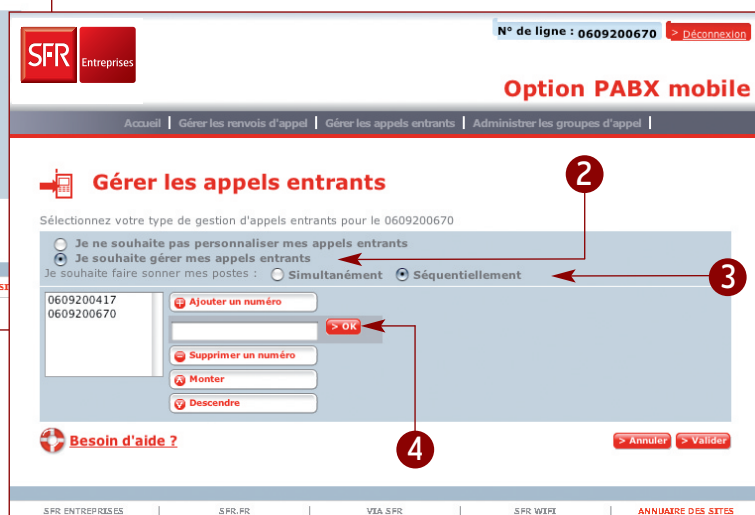 N° de ligne : 0609200670 > Déconnexion
SFR Entreprises
Option PABX mobile
Accueil | Gérer les renvois d'appel | Gérer les appels entrants | Administrer les groupes d'appel |
Gérer les appels entrants
2
Sélectionnez votre type de gestion d'appels entrants pour le 0609200670
Je ne souhaite pas personnaliser mes appels entrants
Je souhaite gérer mes appels entrants
Je souhaite faire sonner mes postes : Simultanément Séquentiellement
3
0609200417
0609200670
Ajouter un numéro
> OK
Supprimer un numéro
Monter
Descendre
4
Besoin d'aide ?
> Annuler > Valider
SFR ENTREPRISES | SFR.FR | VIA SFR | SFR WIFI | ANNUAIRE DES SITES